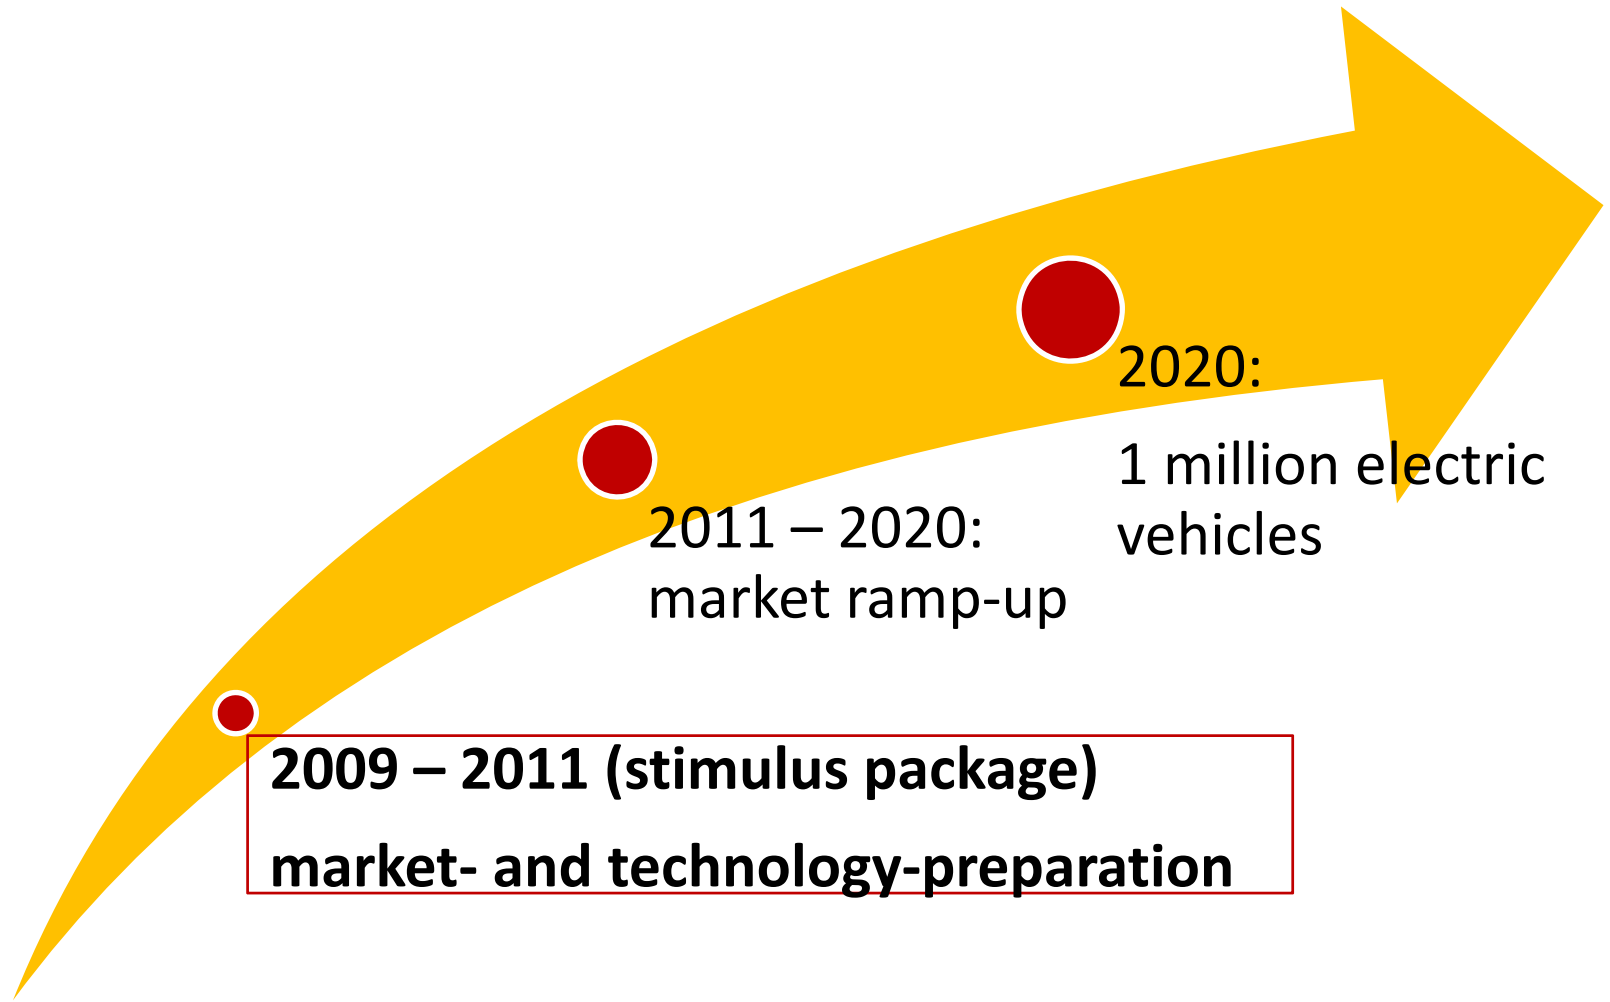 2020:
1 million electric
vehicles
2011 – 2020:
market ramp-up
2009 – 2011 (stimulus package)
market- and technology-preparation